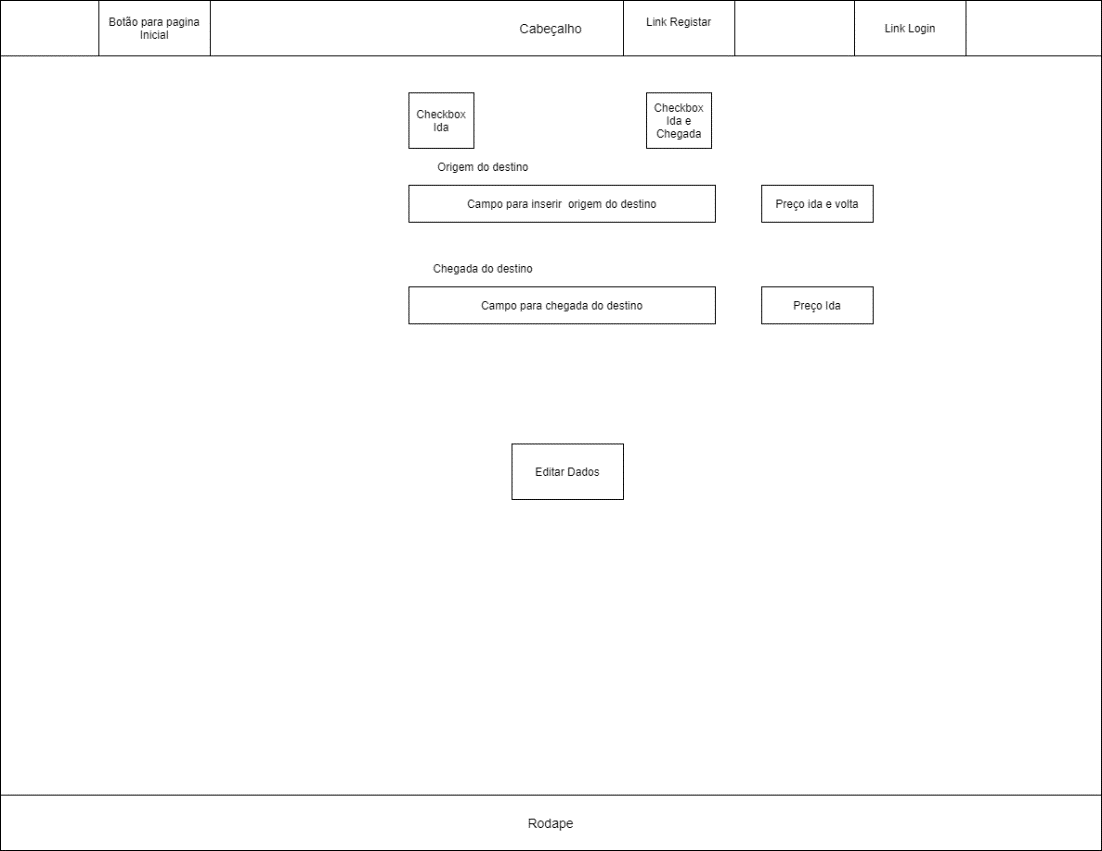 Botão para pagina
Inicial
Cabeçalho
Link Registar
Link Login
Checkbox
Ida
Checkbox
Ida e
Chegada
Origem do destino
Campo para inserir  origem do destino
Preço ida e volta
Chegada do destino
Campo para chegada do destino
Preço Ida
Editar Dados
Rodape